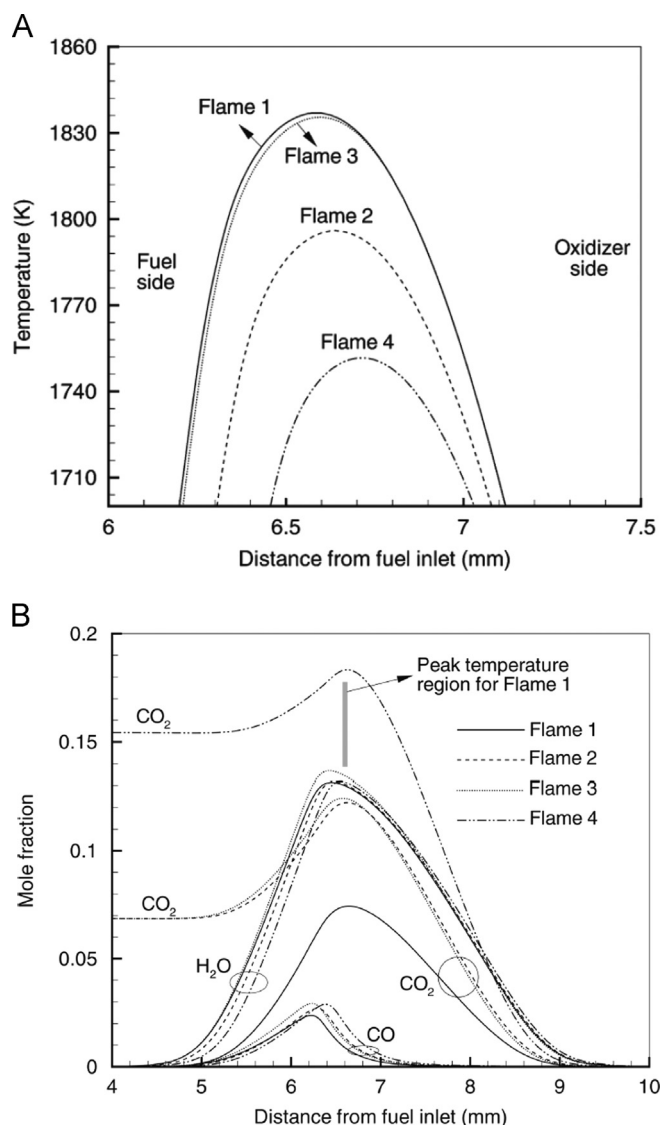 A
1860
1830
1800
1770
1740
1710
Temperature (K)
Flame 1
Flame 3
Flame 2
Flame 4
Fuel
side
Oxidizer
side
6
6.5
7
7.5
Distance from fuel inlet (mm)
B
0.2
0.15
0.1
0.05
0
Mole fraction
Peak temperature
region for Flame 1
CO2
Flame 1
Flame 2
Flame 3
Flame 4
CO2
H2O
CO2
CO
4
5
6
7
8
9
10
Distance from fuel inlet (mm)